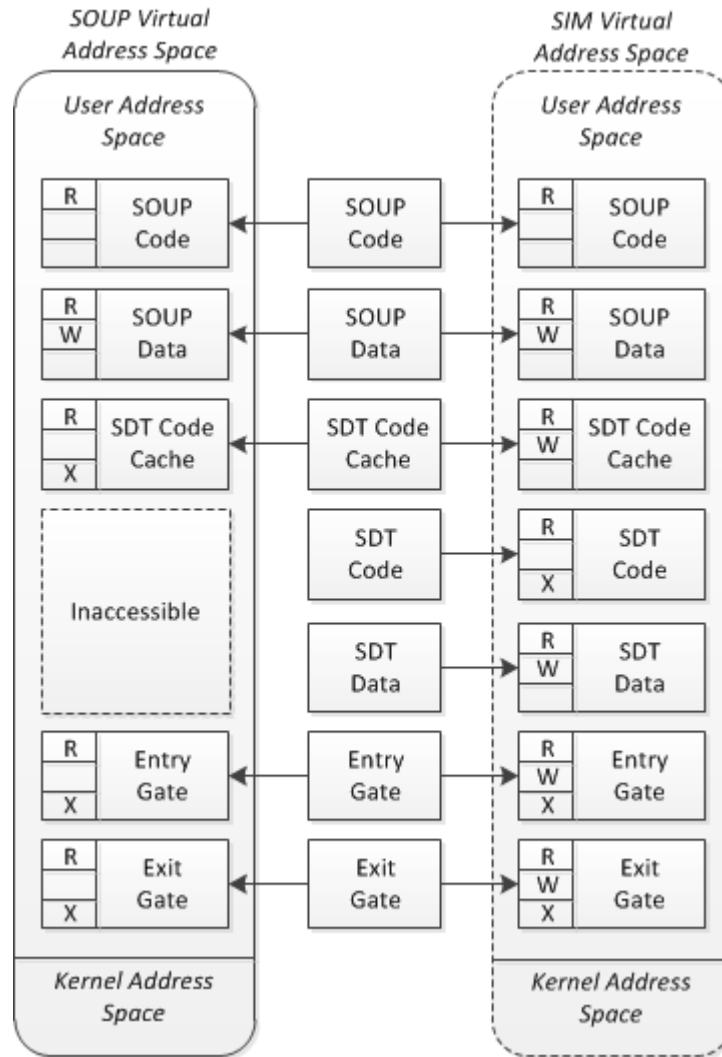 SOUP Virtual
Address Space
SIM Virtual
Address Space
User Address
Space
User Address
Space
R
SOUP
Code
SOUP
Code
R
SOUP
Code
R
W
SOUP
Data
SOUP
Data
R
W
SOUP
Data
R
X
SDT Code
Cache
SDT Code
Cache
R
W
SDT Code
Cache
Inaccessible
SDT
Code
R
X
SDT
Code
SDT
Data
R
W
SDT
Data
R
X
Entry
Gate
Entry
Gate
R
W
X
Entry
Gate
R
X
Exit
Gate
Exit
Gate
R
W
X
Exit
Gate
Kernel Address
Space
Kernel Address
Space